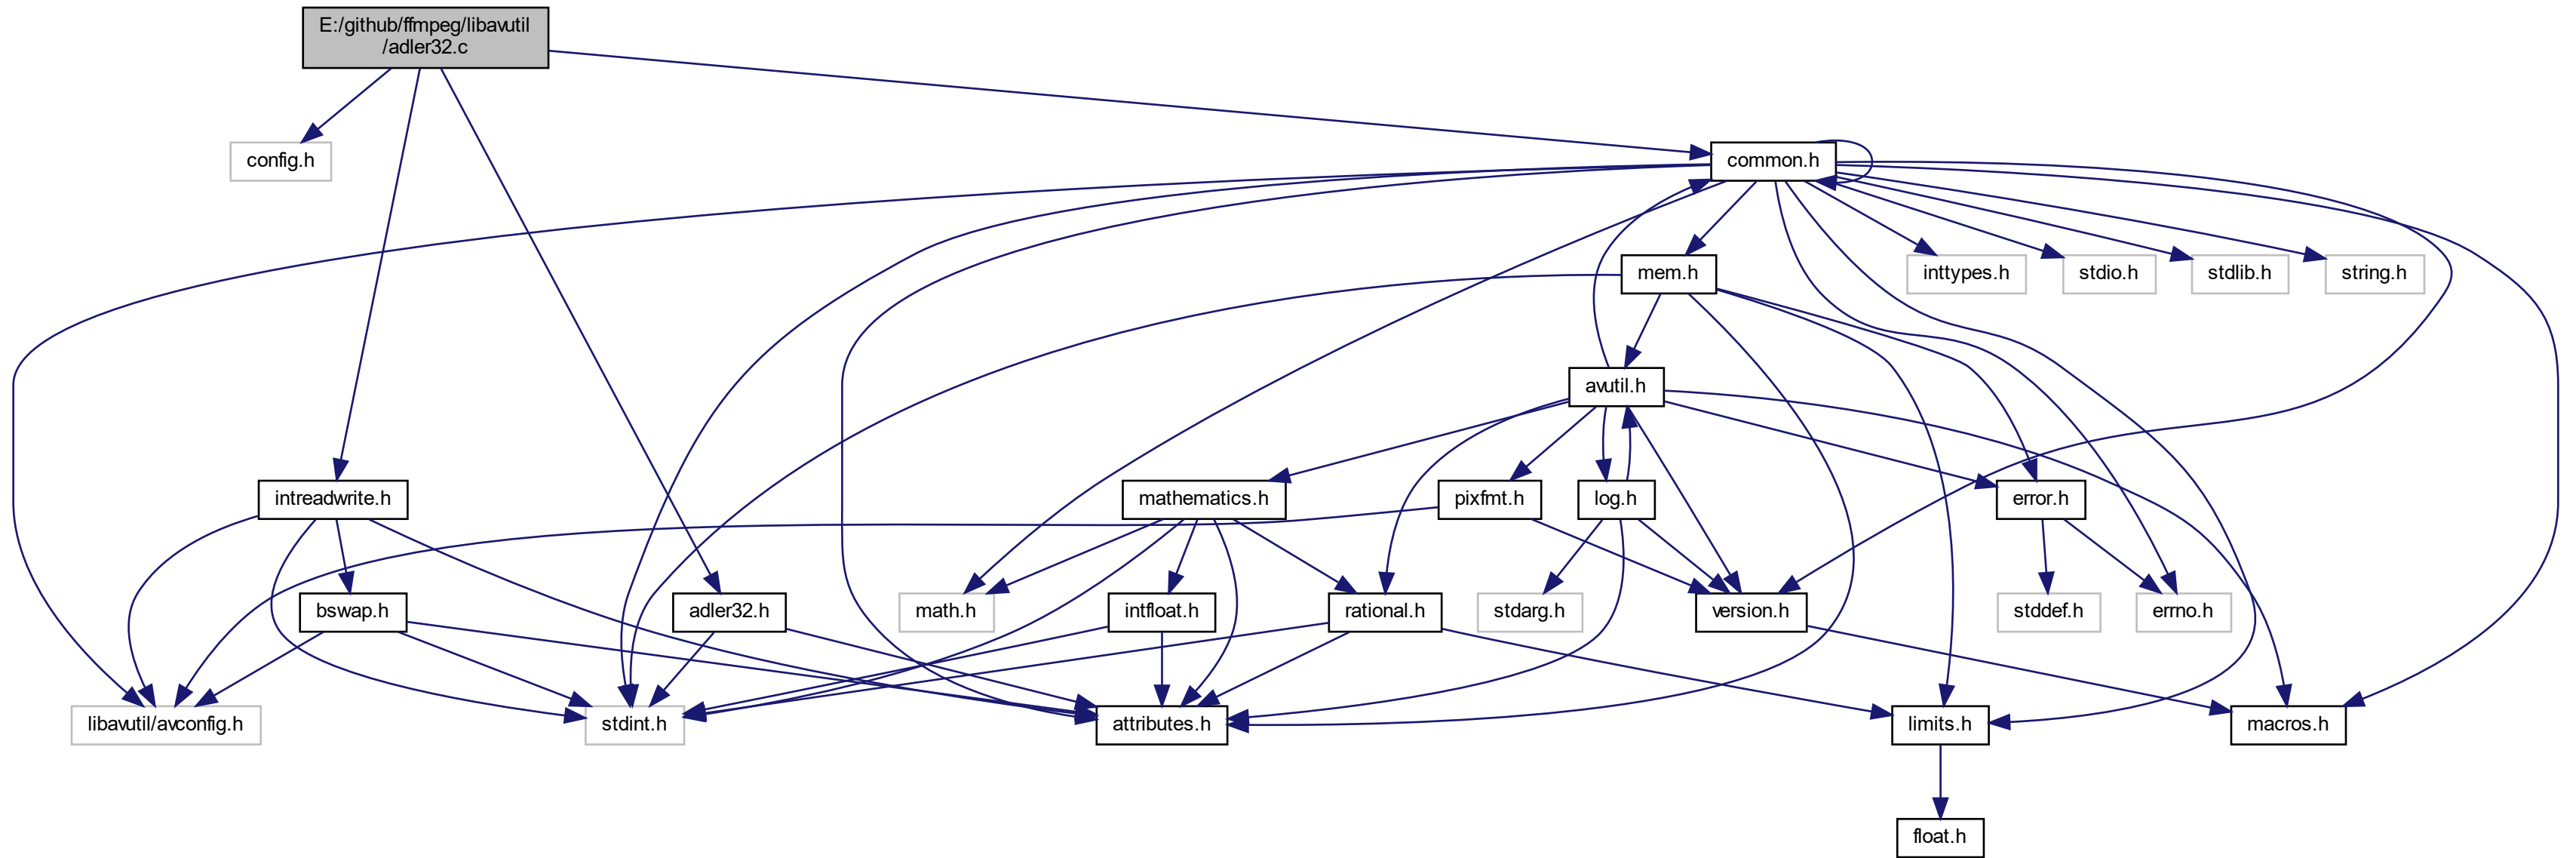 E:/github/ffmpeg/libavutil
/adler32.c
config.h
common.h
mem.h
inttypes.h
stdio.h
stdlib.h
string.h
avutil.h
intreadwrite.h
mathematics.h
pixfmt.h
log.h
error.h
bswap.h
adler32.h
math.h
intfloat.h
rational.h
stdarg.h
version.h
stddef.h
errno.h
libavutil/avconfig.h
stdint.h
attributes.h
limits.h
macros.h
float.h